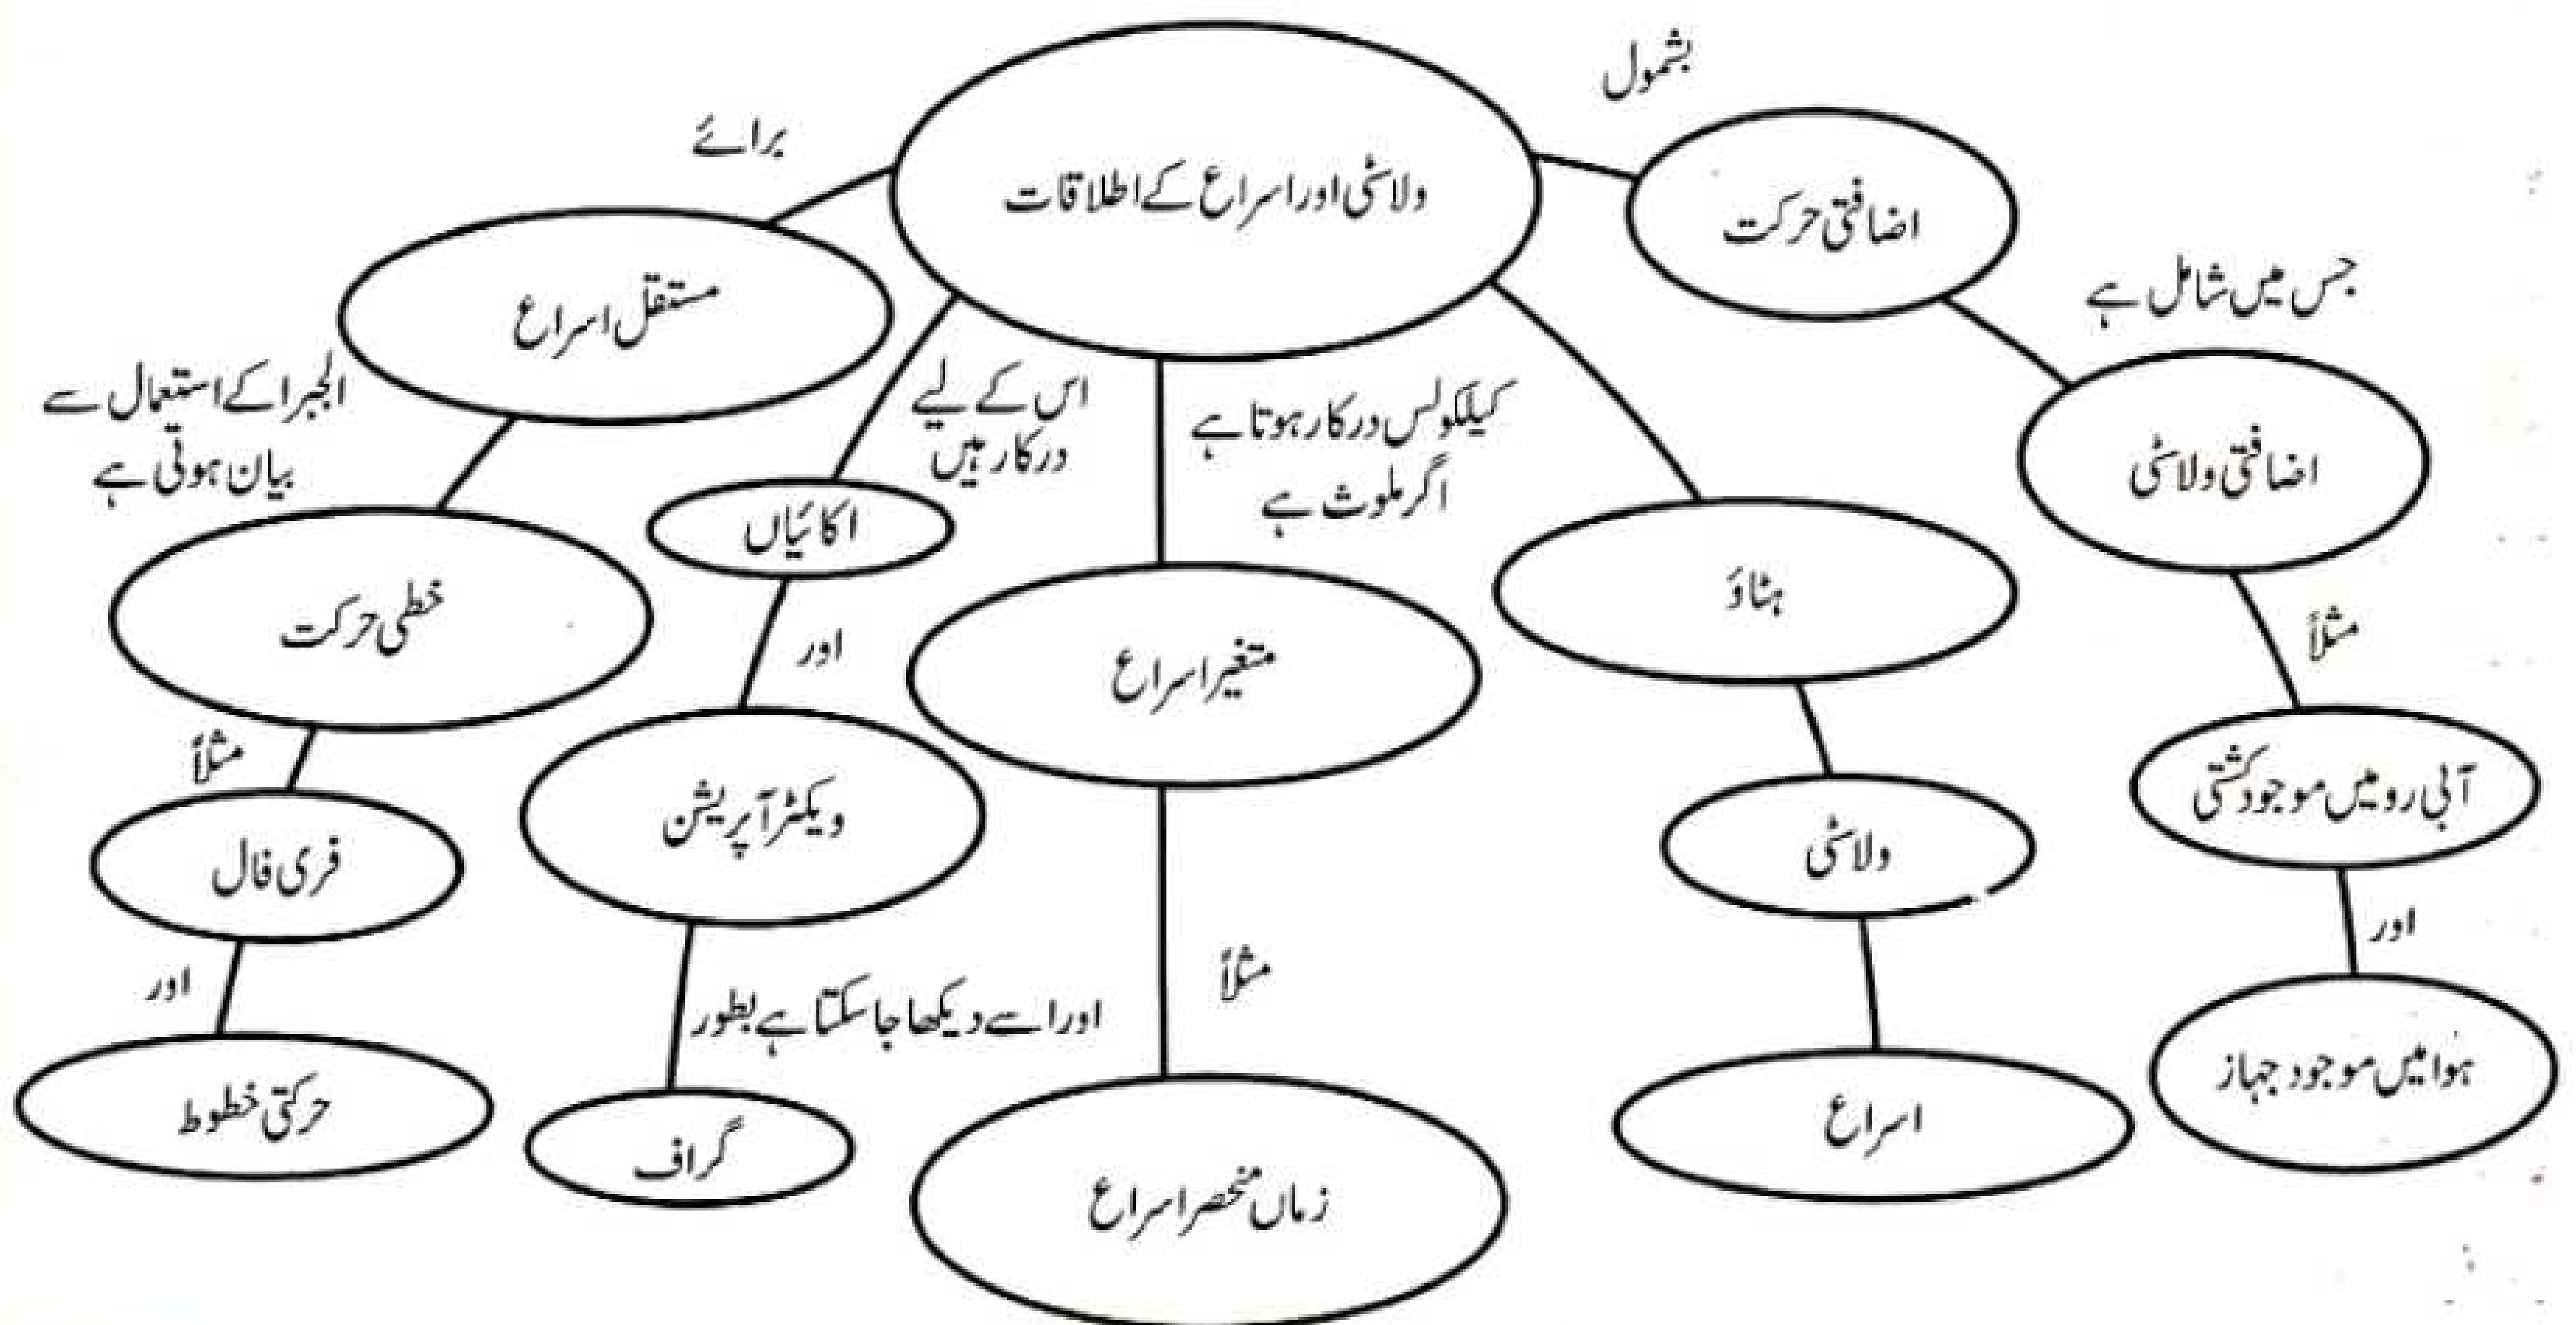 ولاسٹی اور اسراع کے اطلاقات
بشمول
اضافتی حرکت
جس میں شامل ہے
اضافتی ولاسٹی
مثلاً
آبی رو میں موجود کشتی
اور
ہوا میں موجود جہاز
ہٹاؤ
ولاسٹی
اسراع
کیلکولس درکار ہوتا ہے
اگر ملوث ہے
متغیر اسراع
مثلاً
زماں منحصر اسراع
اس کے لیے
درکار ہیں
اکائیاں
اور
ویکٹر آپریشن
اور اسے دیکھا جا سکتا ہے بطور
گراف
برائے
مستقل اسراع
الجبرا کے استعمال سے
بیان ہوتی ہے
خطی حرکت
مثلاً
فری فال
اور
حرکتی خطوط